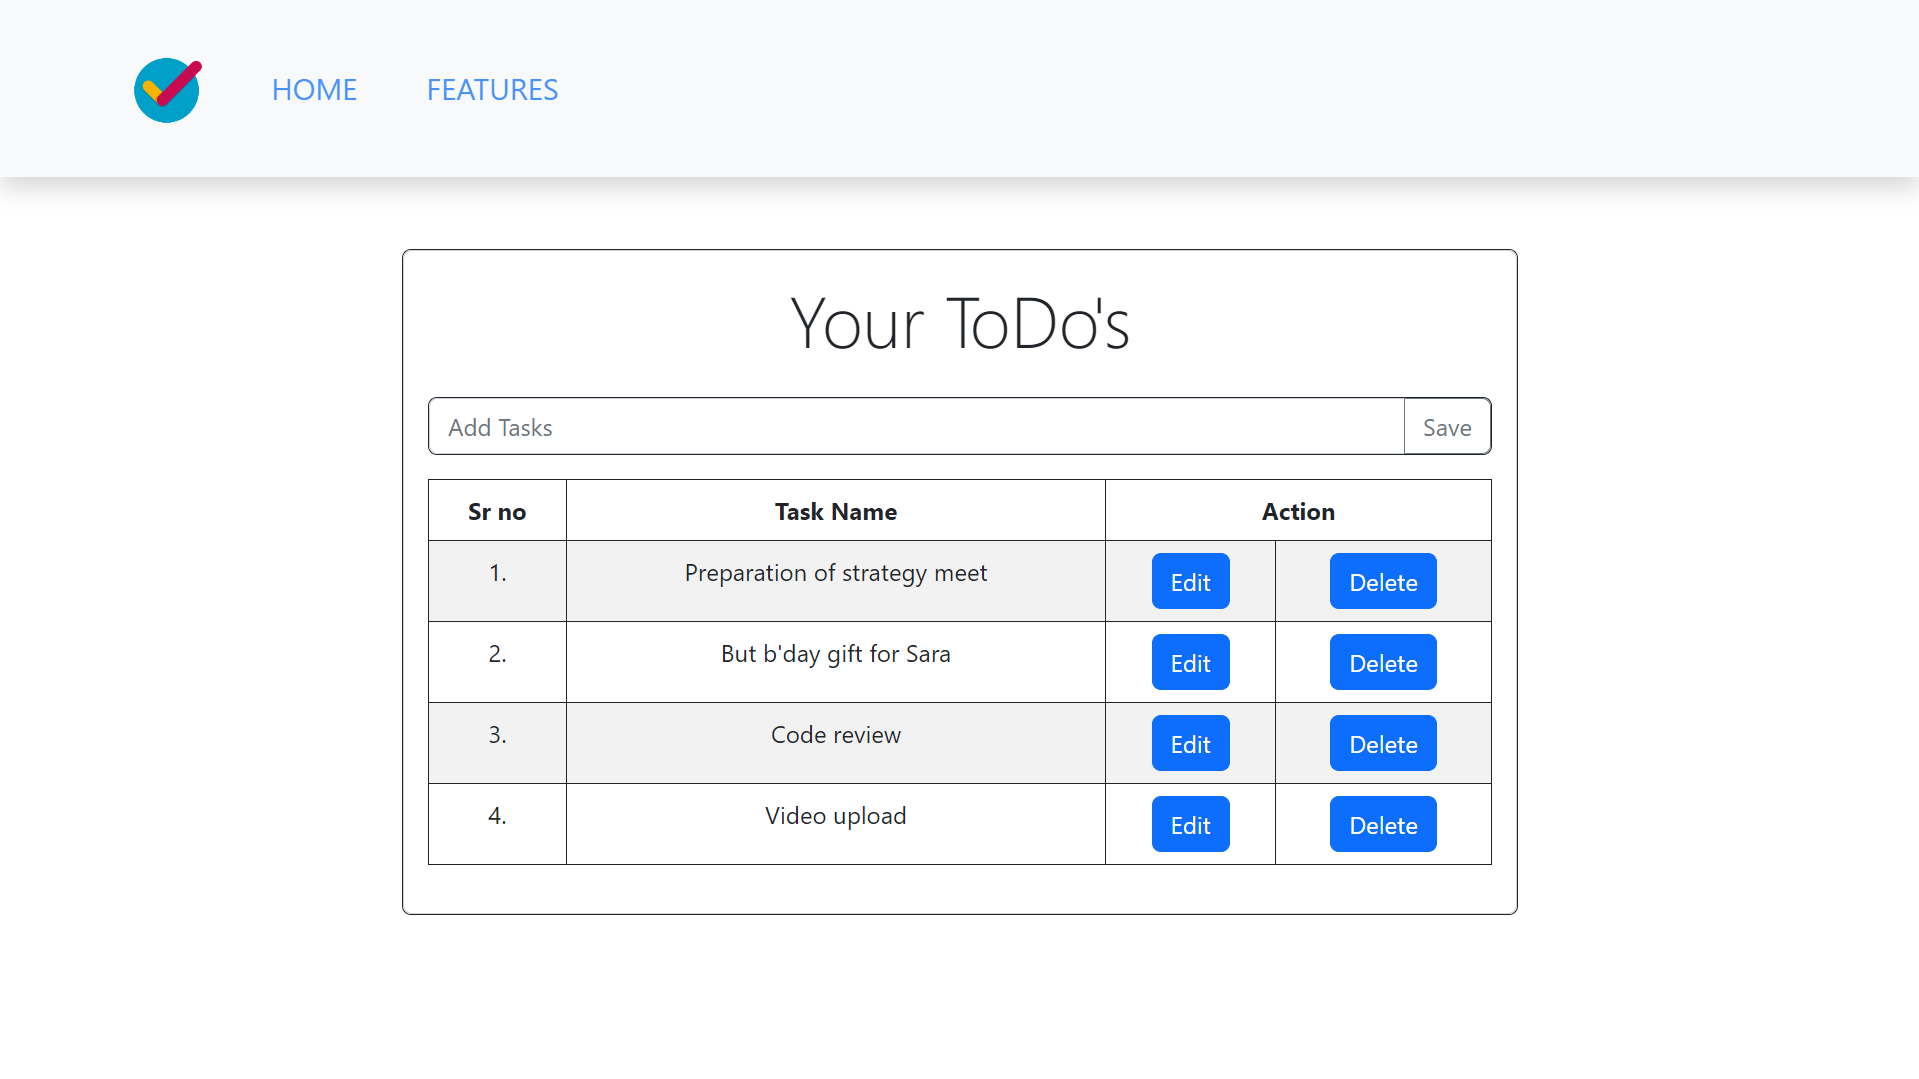 HOME FEATURES
Your ToDo's
Add Tasks Save
Sr no Task Name Action
1. Preparation of strategy meet Edit Delete
2. But b'day gift for Sara Edit Delete
3. Code review Edit Delete
4. Video upload Edit Delete